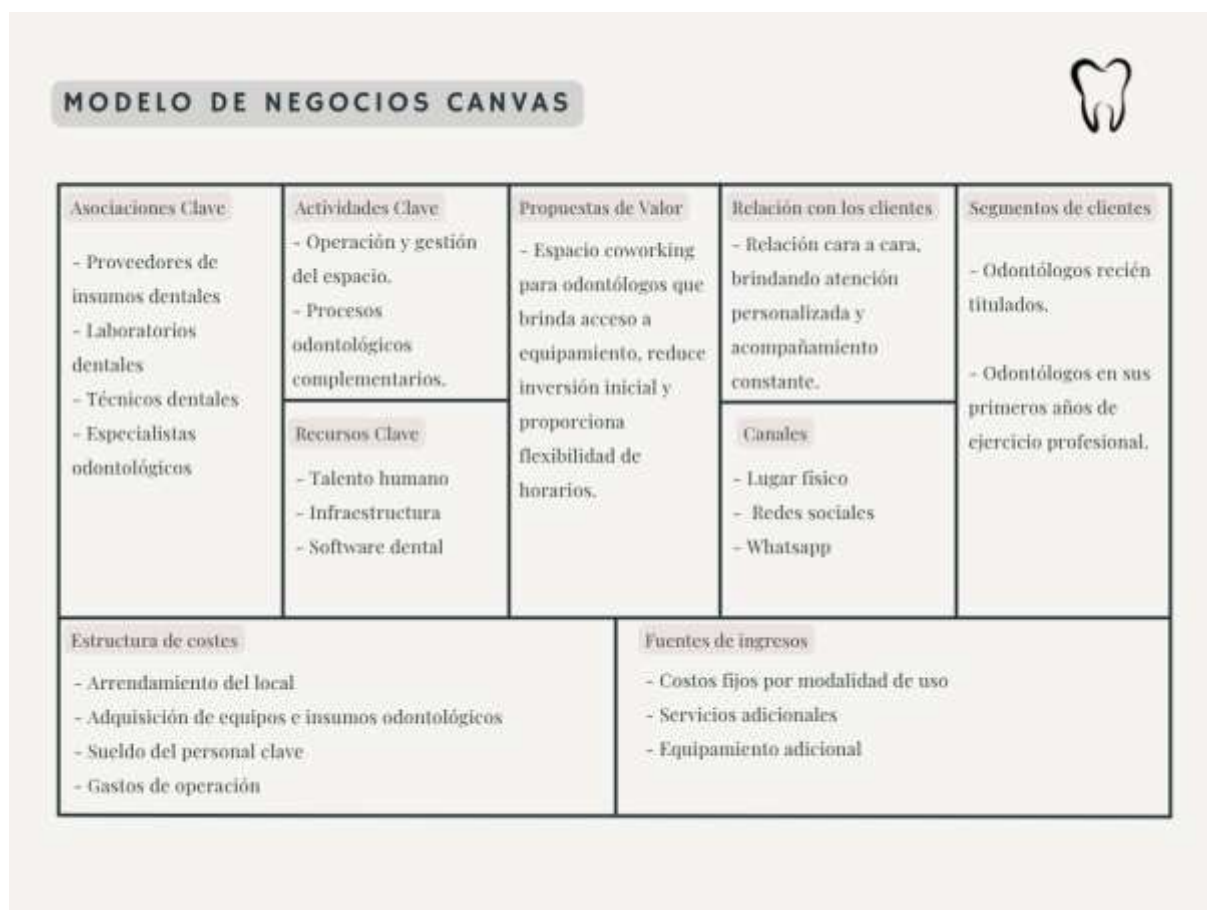 MODELO DE NEGOCIOS CANVAS
Asociaciones Clave
- Proveedores de
insumos dentales
- Laboratorios
dentales
- Técnicos dentales
- Especialistas
odontológicos
Actividades Clave
- Operación y gestión
del espacio.
- Procesos
odontológicos
complementarios.
Recursos Clave
- Talento humano
- Infraestructura
- Software dental
Propuestas de Valor
- Espacio coworking
para odontólogos que
brinda acceso a
equipamiento, reduce
inversión inicial y
proporciona
flexibilidad de
horarios.
Relación con los clientes
- Relación cara a cara,
brindando atención
personalizada y
acompañamiento
constante.
Canales
- Lugar físico
- Redes sociales
- Whatsapp
Segmentos de clientes
- Odontólogos recién
titulados.
- Odontólogos en sus
primeros años de
ejercicio profesional.
Estructura de costes
- Arrendamiento del local
- Adquisición de equipos e insumos odontológicos
- Sueldo del personal clave
- Gastos de operación
Fuentes de ingresos
- Costos fijos por modalidad de uso
- Servicios adicionales
- Equipamiento adicional